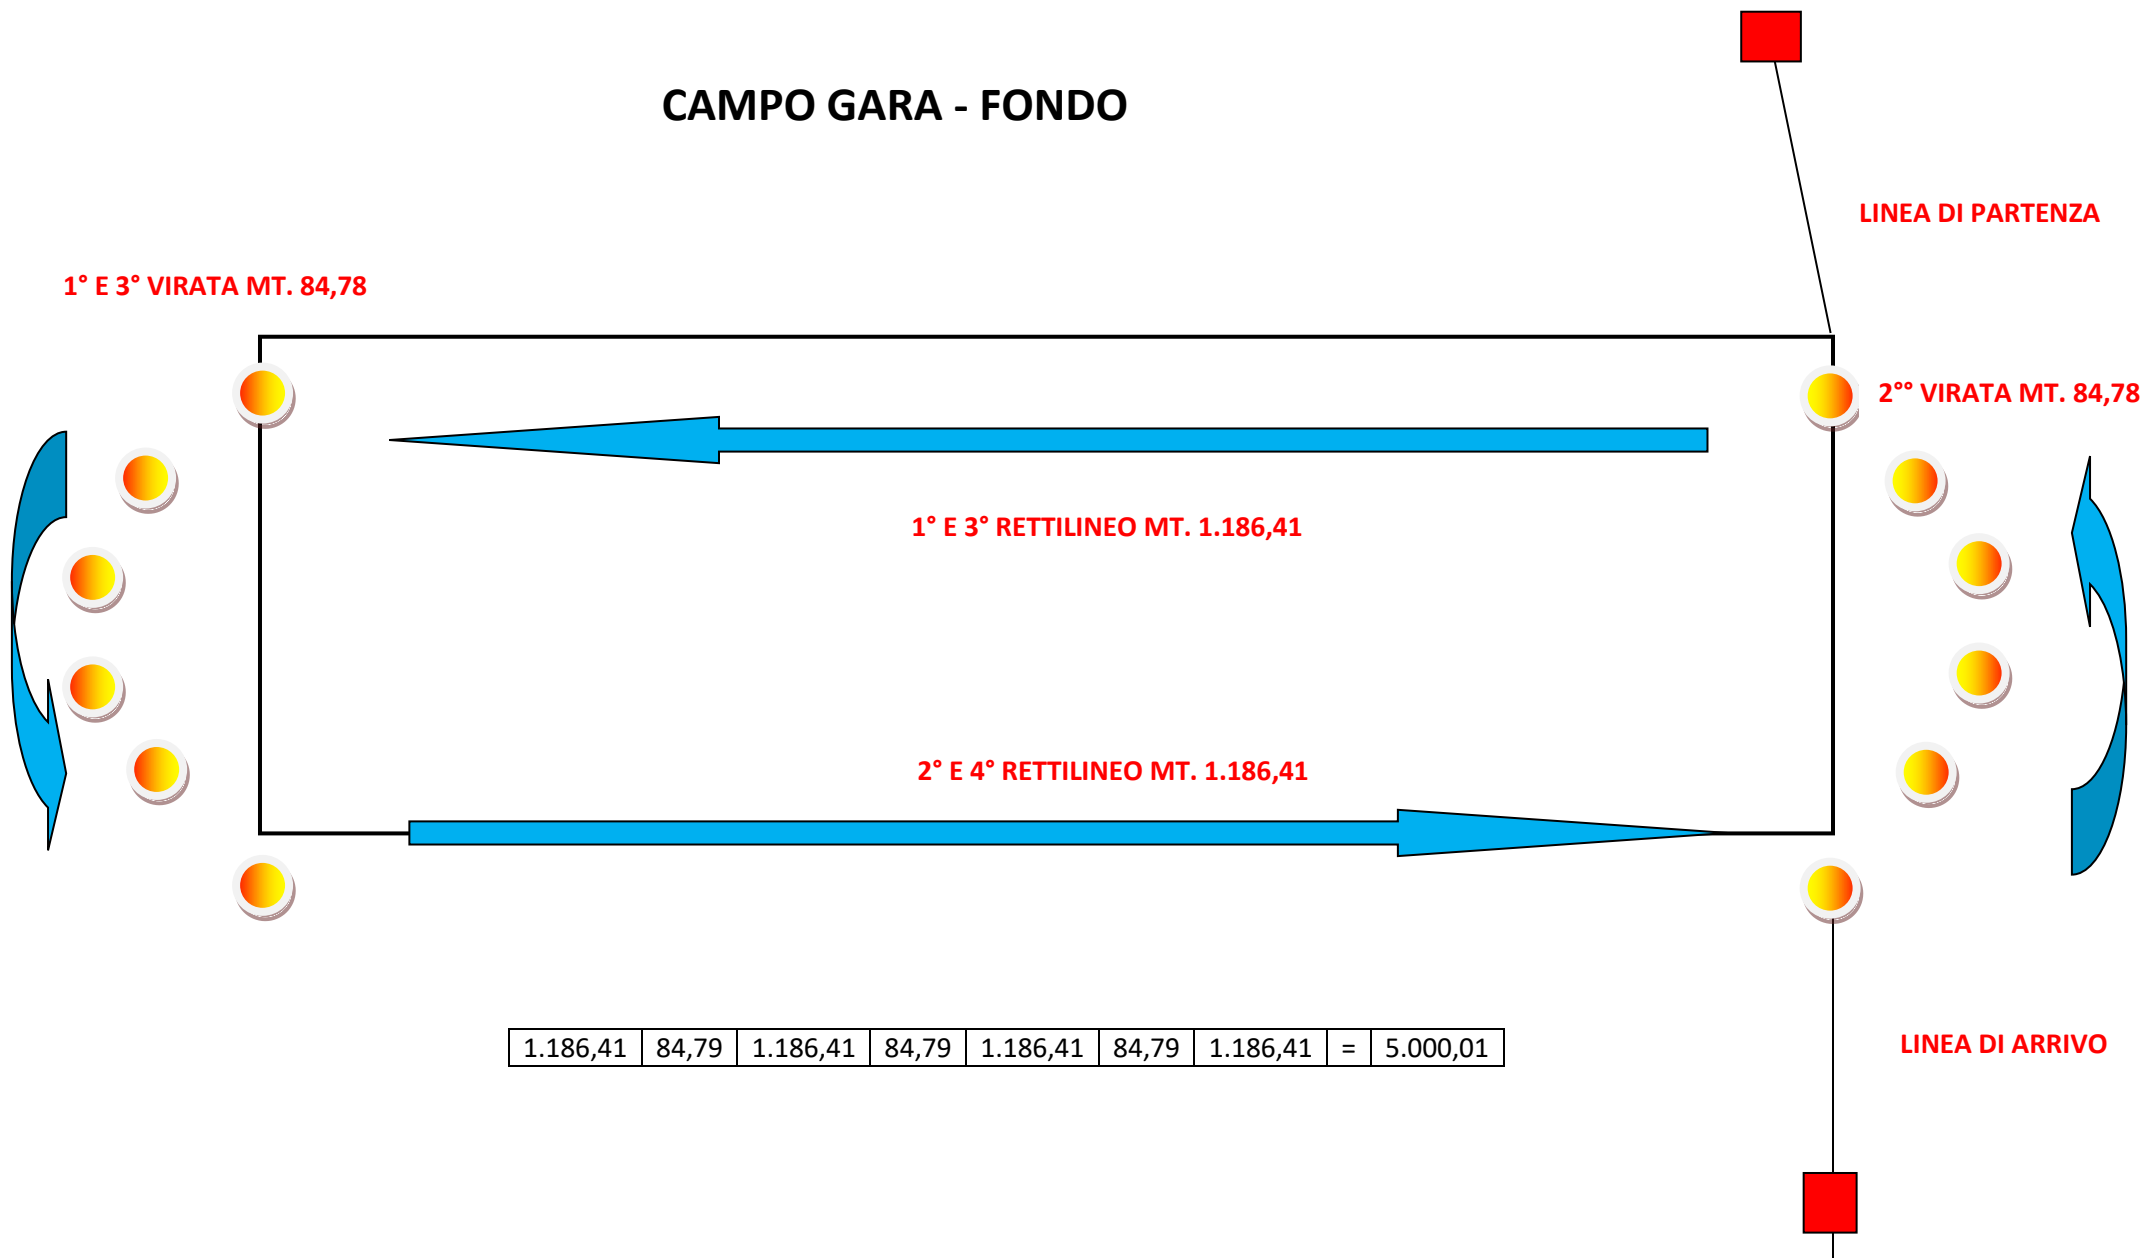 CAMPO GARA - FONDO
LINEA DI PARTENZA
1° E 3° VIRATA MT. 84,78
2°° VIRATA MT. 84,78
1° E 3° RETTILINEO MT. 1.186,41
2° E 4° RETTILINEO MT. 1.186,41
1.186,41 84,79 1.186,41 84,79 1.186,41 84,79 1.186,41 = 5.000,01
LINEA DI ARRIVO